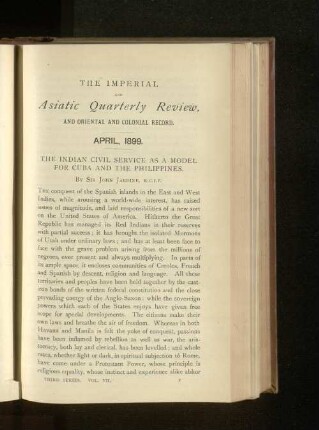 THE IMPERIAL
AND
Asiatic Quarterly Review,
AND ORIENTAL AND COLONIAL RECORD.
APRIL, 1899.
THE INDIAN CIVIL SERVICE AS A MODEL
FOR CUBA AND THE PHILIPPINES.
BY SIR JOHN JARDINE, K.C.I.E.
THE conquest of the Spanish islands in the East and West
Indies, while arousing a world-wide interest, has raised
issues of magnitude, and laid responsibilities of a new sort
on the United States of America. Hitherto the Great
Republic has managed its Red Indians in their reserves
with partial success; it has brought the isolated Mormons
of Utah under ordinary laws; and has at least been face to
face with the grave problem arising from the millions of
negroes, ever present and always multiplying. In parts of
its ample space, it encloses communities of Creoles, French
and Spanish by descent, religion and language. All these
territories and peoples have been held together by the
bonds of the written federal constitution and the close
prevailing energy of the Anglo-Saxon: while the sovereign
powers which each of the States enjoys have given free
scope for special developments. The citizens make their
own laws and breathe the air of freedom. Whereas in both
Havana and Manila is felt the yoke of conquest, passions
have been inflamed by rebellion as well as war, the aris-
tocracy, both lay and clerical, has been levelled: and whole
races, whether light or dark, in spiritual subjection to Rome,
have come under a Protestant Power, whose principle is
religious equality, whose instinct and experience alike
THIRD SERIES. VOL. VII.